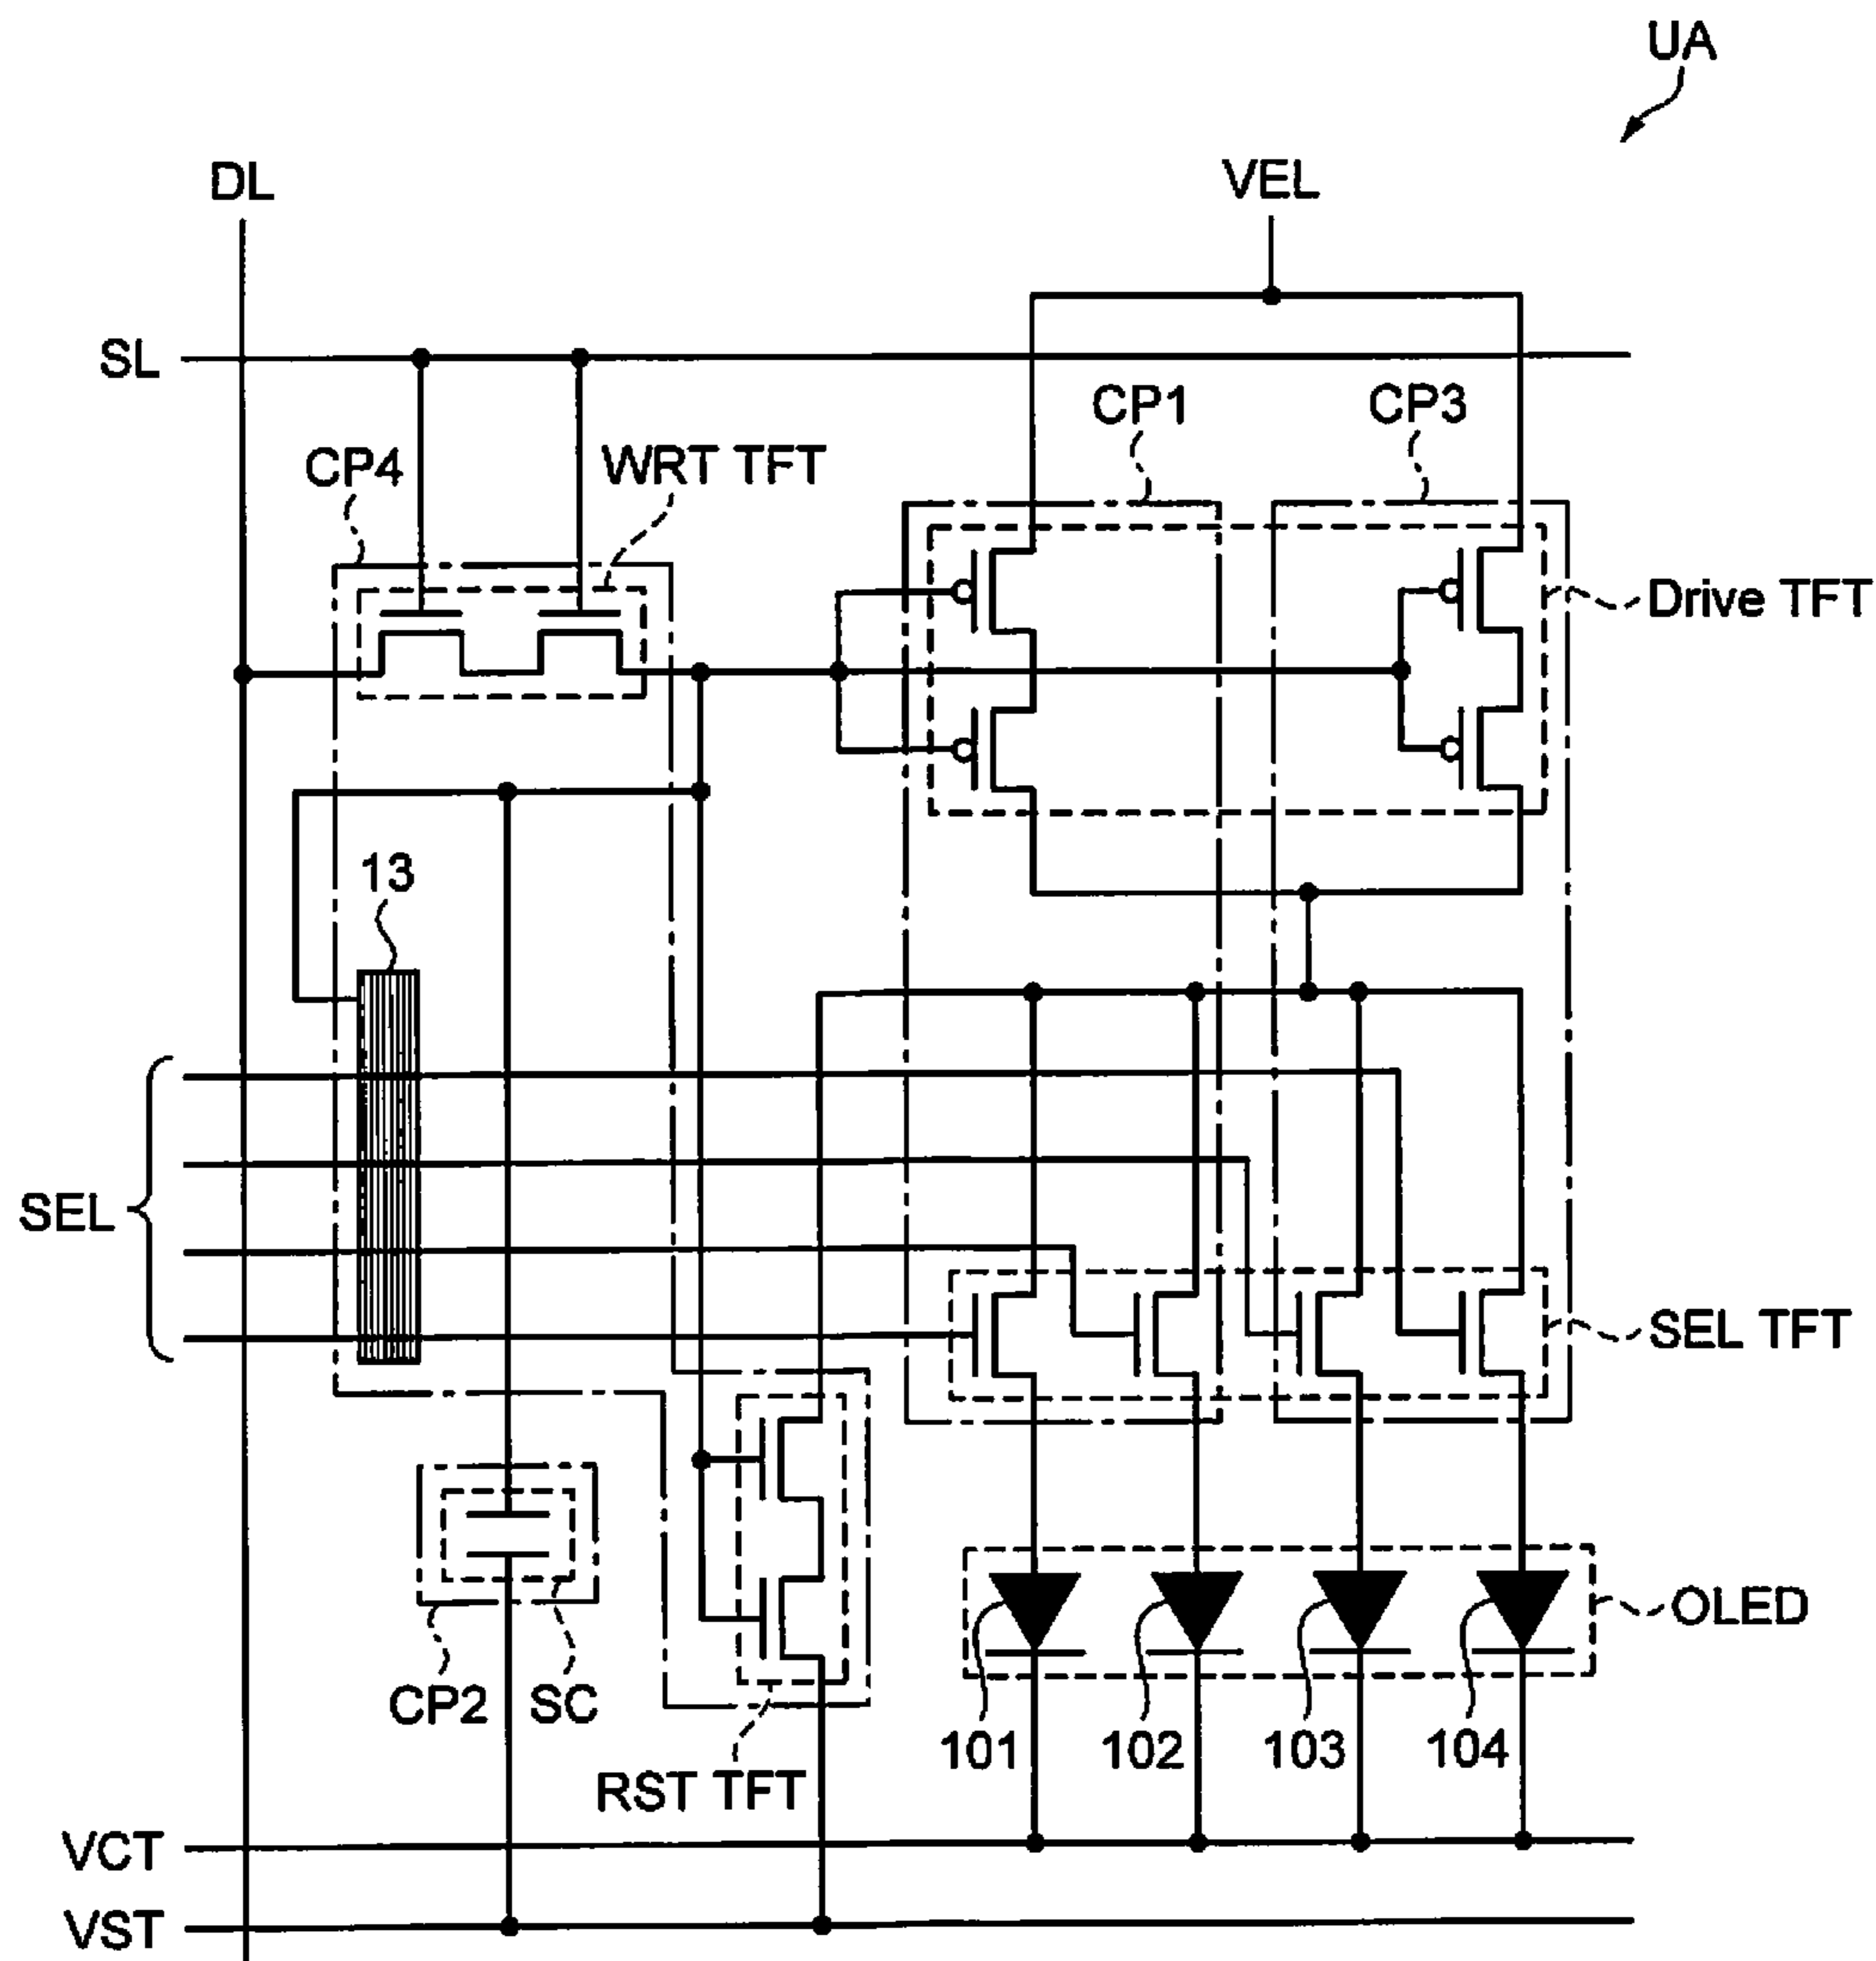 UA
DL
VEL
SL
CP1
CP3
CP4
WRT TFT
Drive TFT
13
SEL
SEL TFT
OLED
CP2
SC
101
102
103
104
RST TFT
VCT
VST